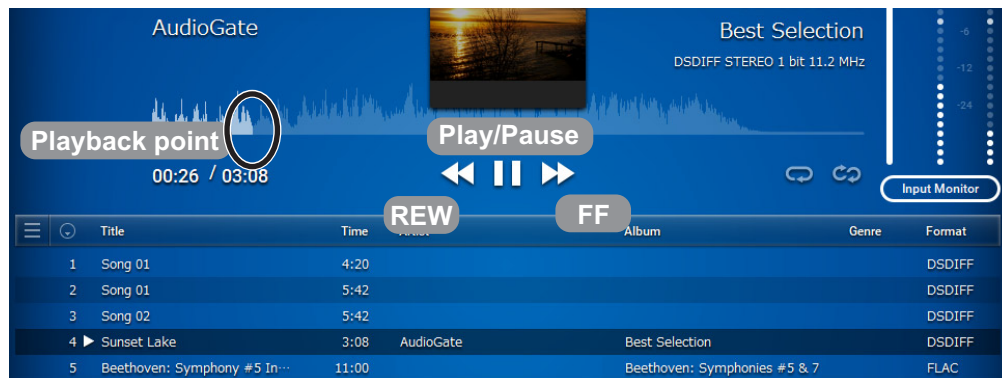 AudioGate
Best Selection
DSDIFF STEREO 1 bit 11.2 MHz
-6
-12
-24
Playback point
Play/Pause
00:26 / 03:08
Input Monitor
REW
FF
Title Time Artist Album Genre Format
1 Song 01 4:20 DSDIFF
2 Song 01 5:42 DSDIFF
3 Song 02 5:42 DSDIFF
4 Sunset Lake 3:08 AudioGate Best Selection DSDIFF
5 Beethoven: Symphony #5 In··· 11:00 Beethoven: Symphonies #5 & 7 FLAC